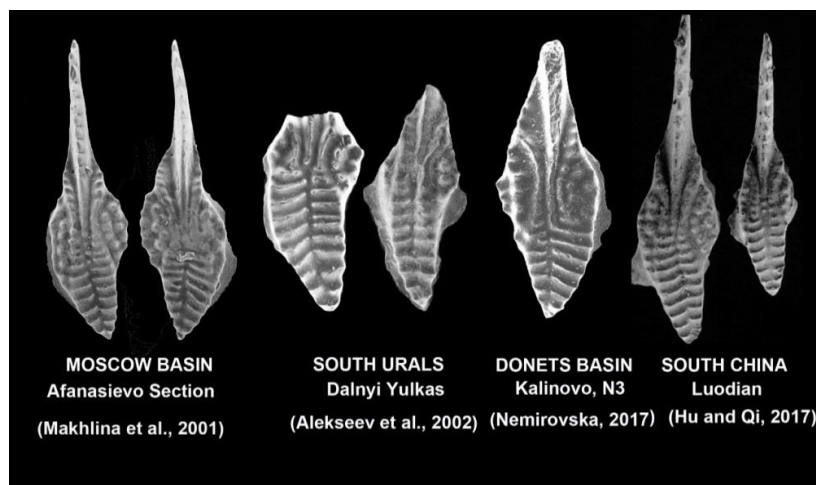 MOSCOW BASIN
Afanasievo Section
(Makhlina et al., 2001)
SOUTH URALS
Dalnyi Yulkas
(Alekseev et al., 2002)
DONETS BASIN
Kalinovo, N3
(Nemirovska, 2017)
SOUTH CHINA
Luodian
(Hu and Qi, 2017)